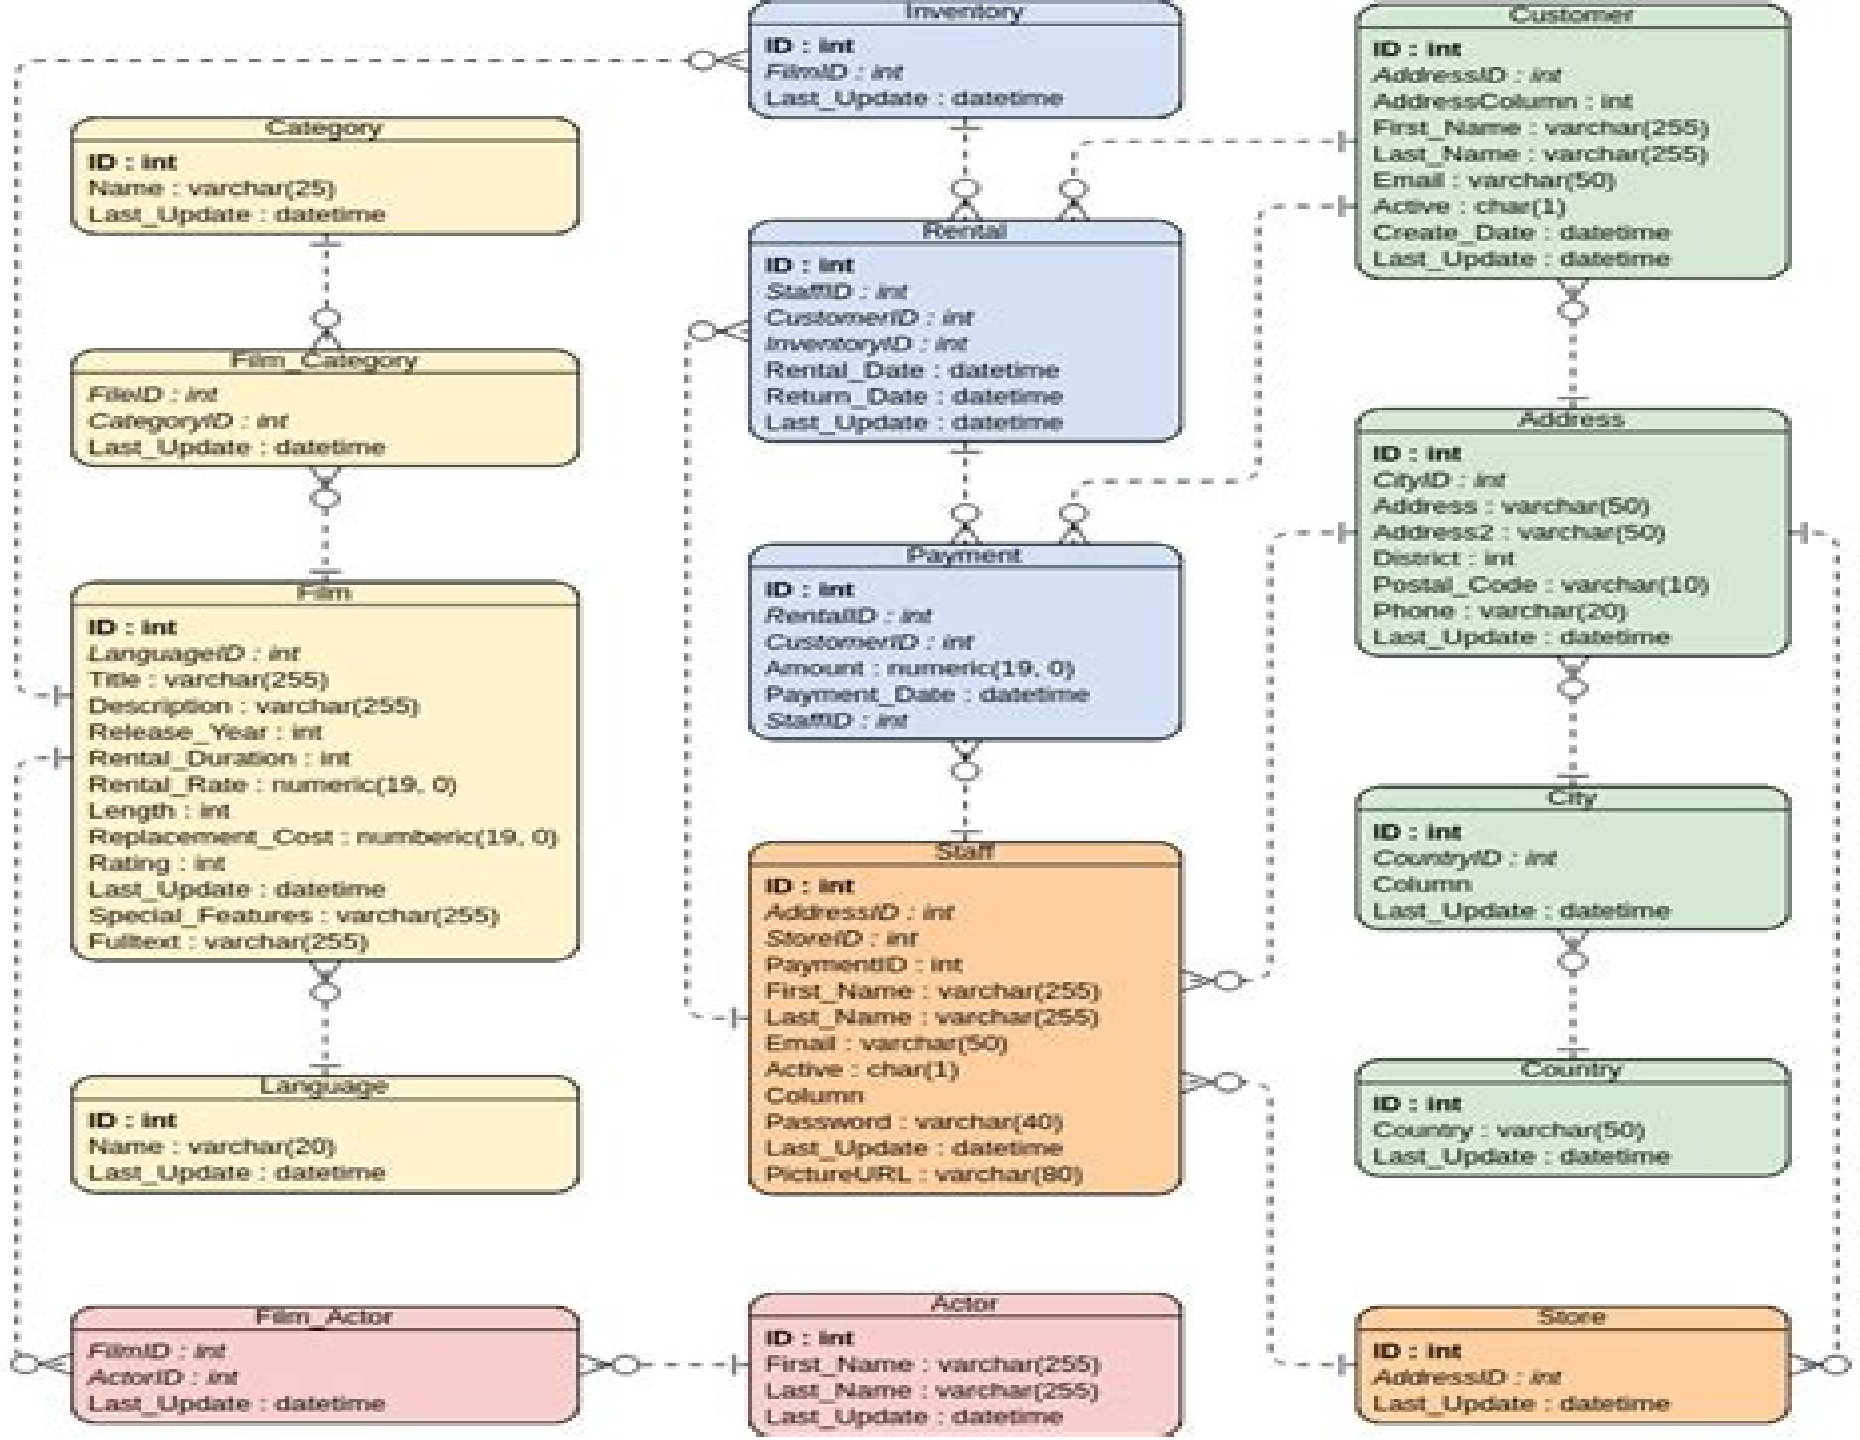 Inventory
ID : int
FilmID : int
Last_Update : datetime
Customer
ID : int
AddressID : int
AddressColumn : int
First_Name : varchar(255)
Last_Name : varchar(255)
Email : varchar(50)
Active : char(1)
Create_Date : datetime
Last_Update : datetime
Category
ID : int
Name : varchar(25)
Last_Update : datetime
Rental
ID : int
StaffID : int
CustomerID : int
InventoryID : int
Rental_Date : datetime
Return_Date : datetime
Last_Update : datetime
Film_Category
FileID : int
CategoryID : int
Last_Update : datetime
Address
ID : int
CityID : int
Address : varchar(50)
Address2 : varchar(50)
District : int
Postal_Code : varchar(10)
Phone : varchar(20)
Last_Update : datetime
Payment
ID : int
RentalID : int
CustomerID : int
Amount : numeric(19, 0)
Payment_Date : datetime
StaffID : int
Film
ID : int
LanguageID : int
Title : varchar(255)
Description : varchar(255)
Release_Year : int
Rental_Duration : int
Rental_Rate : numeric(19, 0)
Length : int
Replacement_Cost : numberic(19, 0)
Rating : int
Last_Update : datetime
Special_Features : varchar(255)
Fulltext : varchar(255)
City
ID : int
CountryID : int
Column
Last_Update : datetime
Staff
ID : int
AddressID : int
StoreID : int
PaymentID : int
First_Name : varchar(255)
Last_Name : varchar(255)
Email : varchar(50)
Active : char(1)
Column
Password : varchar(40)
Last_Update : datetime
PictureURL : varchar(80)
Country
ID : int
Country : varchar(50)
Last_Update : datetime
Language
ID : int
Name : varchar(20)
Last_Update : datetime
Film_Actor
FilmID : int
ActorID : int
Last_Update : datetime
Actor
ID : int
First_Name : varchar(255)
Last_Name : varchar(255)
Last_Update : datetime
Store
ID : int
AddressID : int
Last_Update : datetime